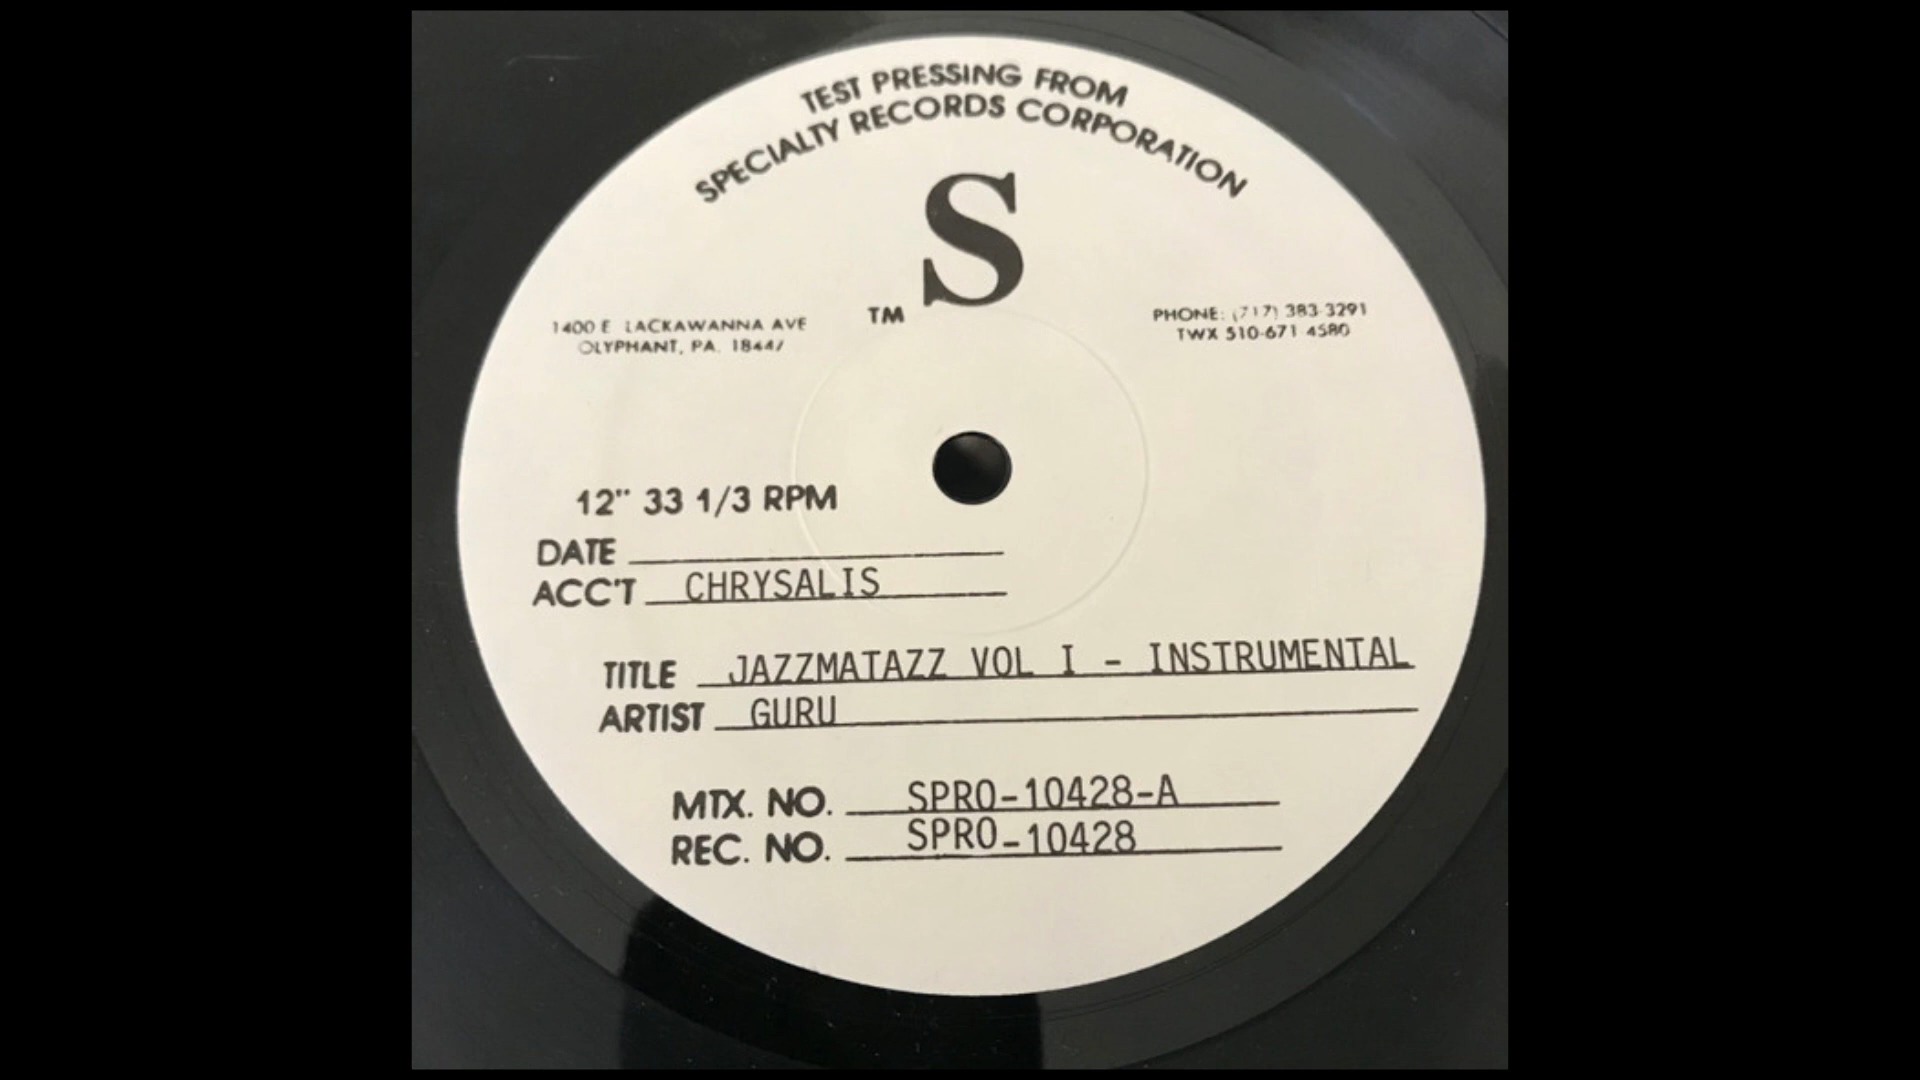 TEST PRESSING FROM
SPECIALTY RECORDS CORPORATION
S
TM
1400 E LACKAWANNA AVE
OLYPHANT, PA. 18447
PHONE: (717) 383-3291
TWX 510-671 4580
12" 33 1/3 RPM
DATE
ACC'T CHRYSALIS
TITLE JAZZMATAZZ VOL I - INSTRUMENTAL
ARTIST GURU
MTX. NO. SPRO-10428-A
REC. NO. SPRO-10428